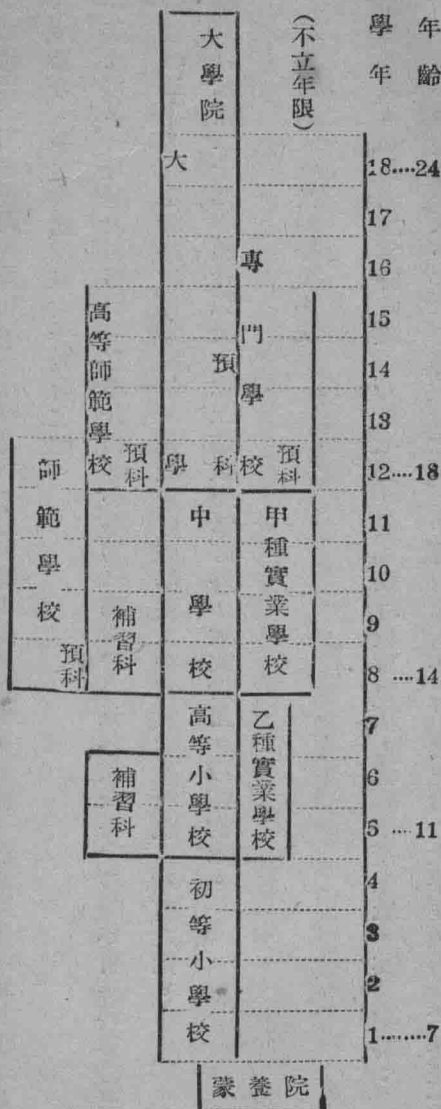 年齡
學年
18....24
17
16
15
14
13
12....18
11
10
9
8....14
7
6
5....11
4
3
2
1........7
(不立年限)
大學院
大學
預科
專門學校
預科
高等師範學校
預科
師範學校
預科
中學校
甲種實業學校
補習科
高等小學校
乙種實業學校
補習科
初等小學校
蒙養院